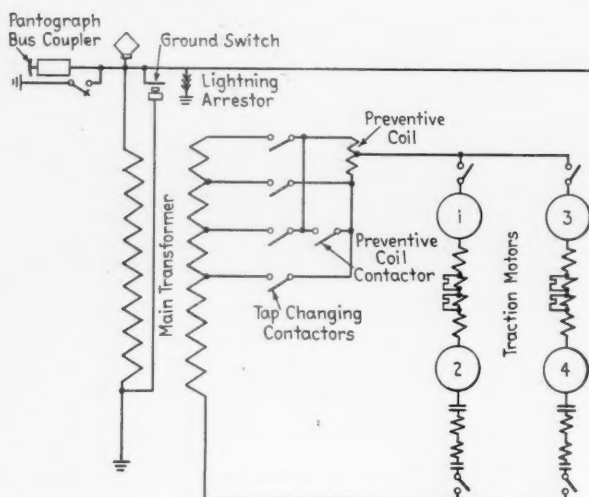 Pantograph
Bus Coupler
Ground Switch
Lightning
Arrestor
Preventive
Coil
Main Transformer
Preventive
Coil
Contactor
Tap Changing
Contactors
Traction Motors
1
3
2
4